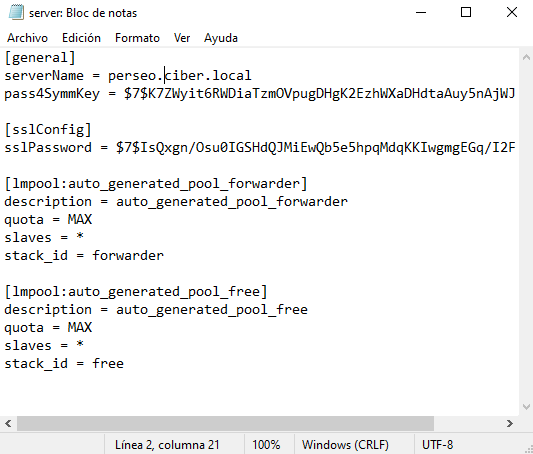 server: Bloc de notas
Archivo Edición Formato Ver Ayuda
[general]
serverName = perseo.ciber.local
pass4SymmKey = $7$K7ZWyit6RWDiaTzmOVpugDHgK2EzhWXaDHdtaAuy5nAjWJ
[sslConfig]
sslPassword = $7$IsQxgn/Osu0IGSHdQJMiEwQb5e5hpqMdqKKIwgmgEGq/I2F
[lmpool:auto_generated_pool_forwarder]
description = auto_generated_pool_forwarder
quota = MAX
slaves = *
stack_id = forwarder
[lmpool:auto_generated_pool_free]
description = auto_generated_pool_free
quota = MAX
slaves = *
stack_id = free
Línea 2, columna 21 100% Windows (CRLF) UTF-8